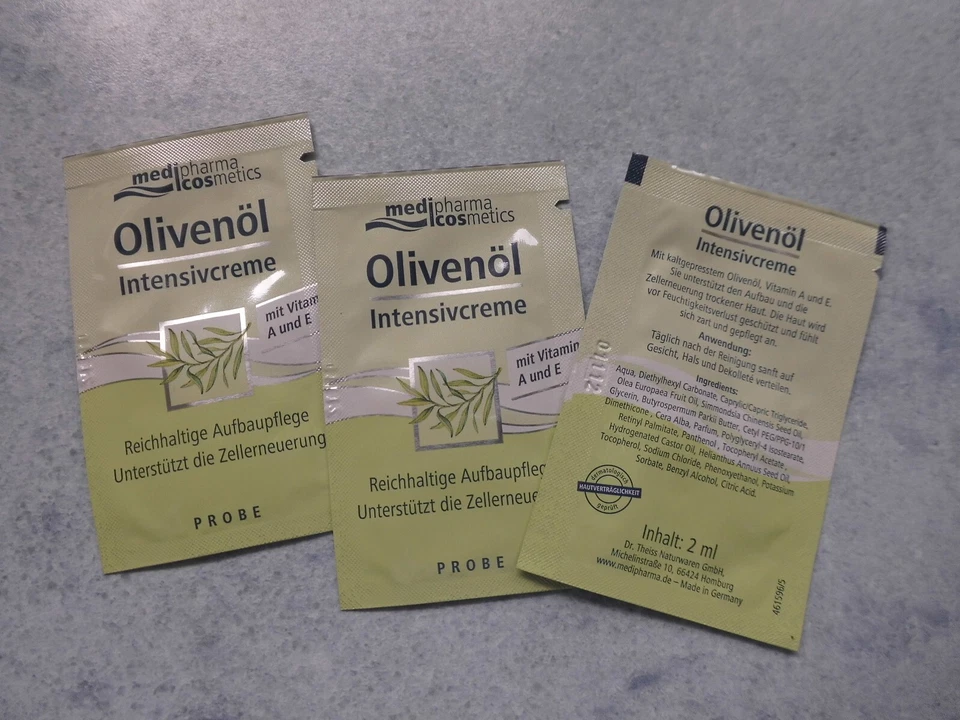 medipharma
cosmetics
Olivenöl
Intensivcreme
mit Vitam
A und E
Reichhaltige Aufbaupflege
Unterstützt die Zellerneuerung
PROBE
medipharma
cosmetics
Olivenöl
Intensivcreme
mit Vitamin
A und E
Reichhaltige Aufbaupfleg
Unterstützt die Zellerneue
PROBE
Olivenöl
Intensivcreme
Mit kaltgepresstem Olivenöl, Vitamin A und E.
Sie unterstützt den Aufbau und die
Zellerneuerung trockener Haut. Die Haut wird
vor Feuchtigkeitsverlust geschützt und fühlt
sich zart und gepflegt an.
Anwendung:
Täglich nach der Reinigung sanft auf
Gesicht, Hals und Dekolleté verteilen.
Ingredients:
Aqua, Diethylhexyl Carbonate, Caprylic/Capric Triglyceride,
Olea Europaea Fruit Oil, Simmondsia Chinensis Seed Oil,
Glycerin, Butyrospermum Parkii Butter, Cetyl PEG/PPG-10/1
Dimethicone, Cera Alba, Parfum, Polyglyceryl-4 Isostearate,
Retinyl Palmitate, Panthenol, Tocopheryl Acetate,
Hydrogenated Castor Oil, Helianthus Annuus Seed Oil,
Tocopherol, Sodium Chloride, Phenoxyethanol, Potassium
Sorbate, Benzyl Alcohol, Citric Acid.
dermatologisch
HAUTVERTRÄGLICHKEIT
geprüft
Inhalt: 2 ml
Dr. Theiss Naturwaren GmbH,
Michelinstraße 10, 66424 Homburg
www.medipharma.de – Made in Germany
461596/5